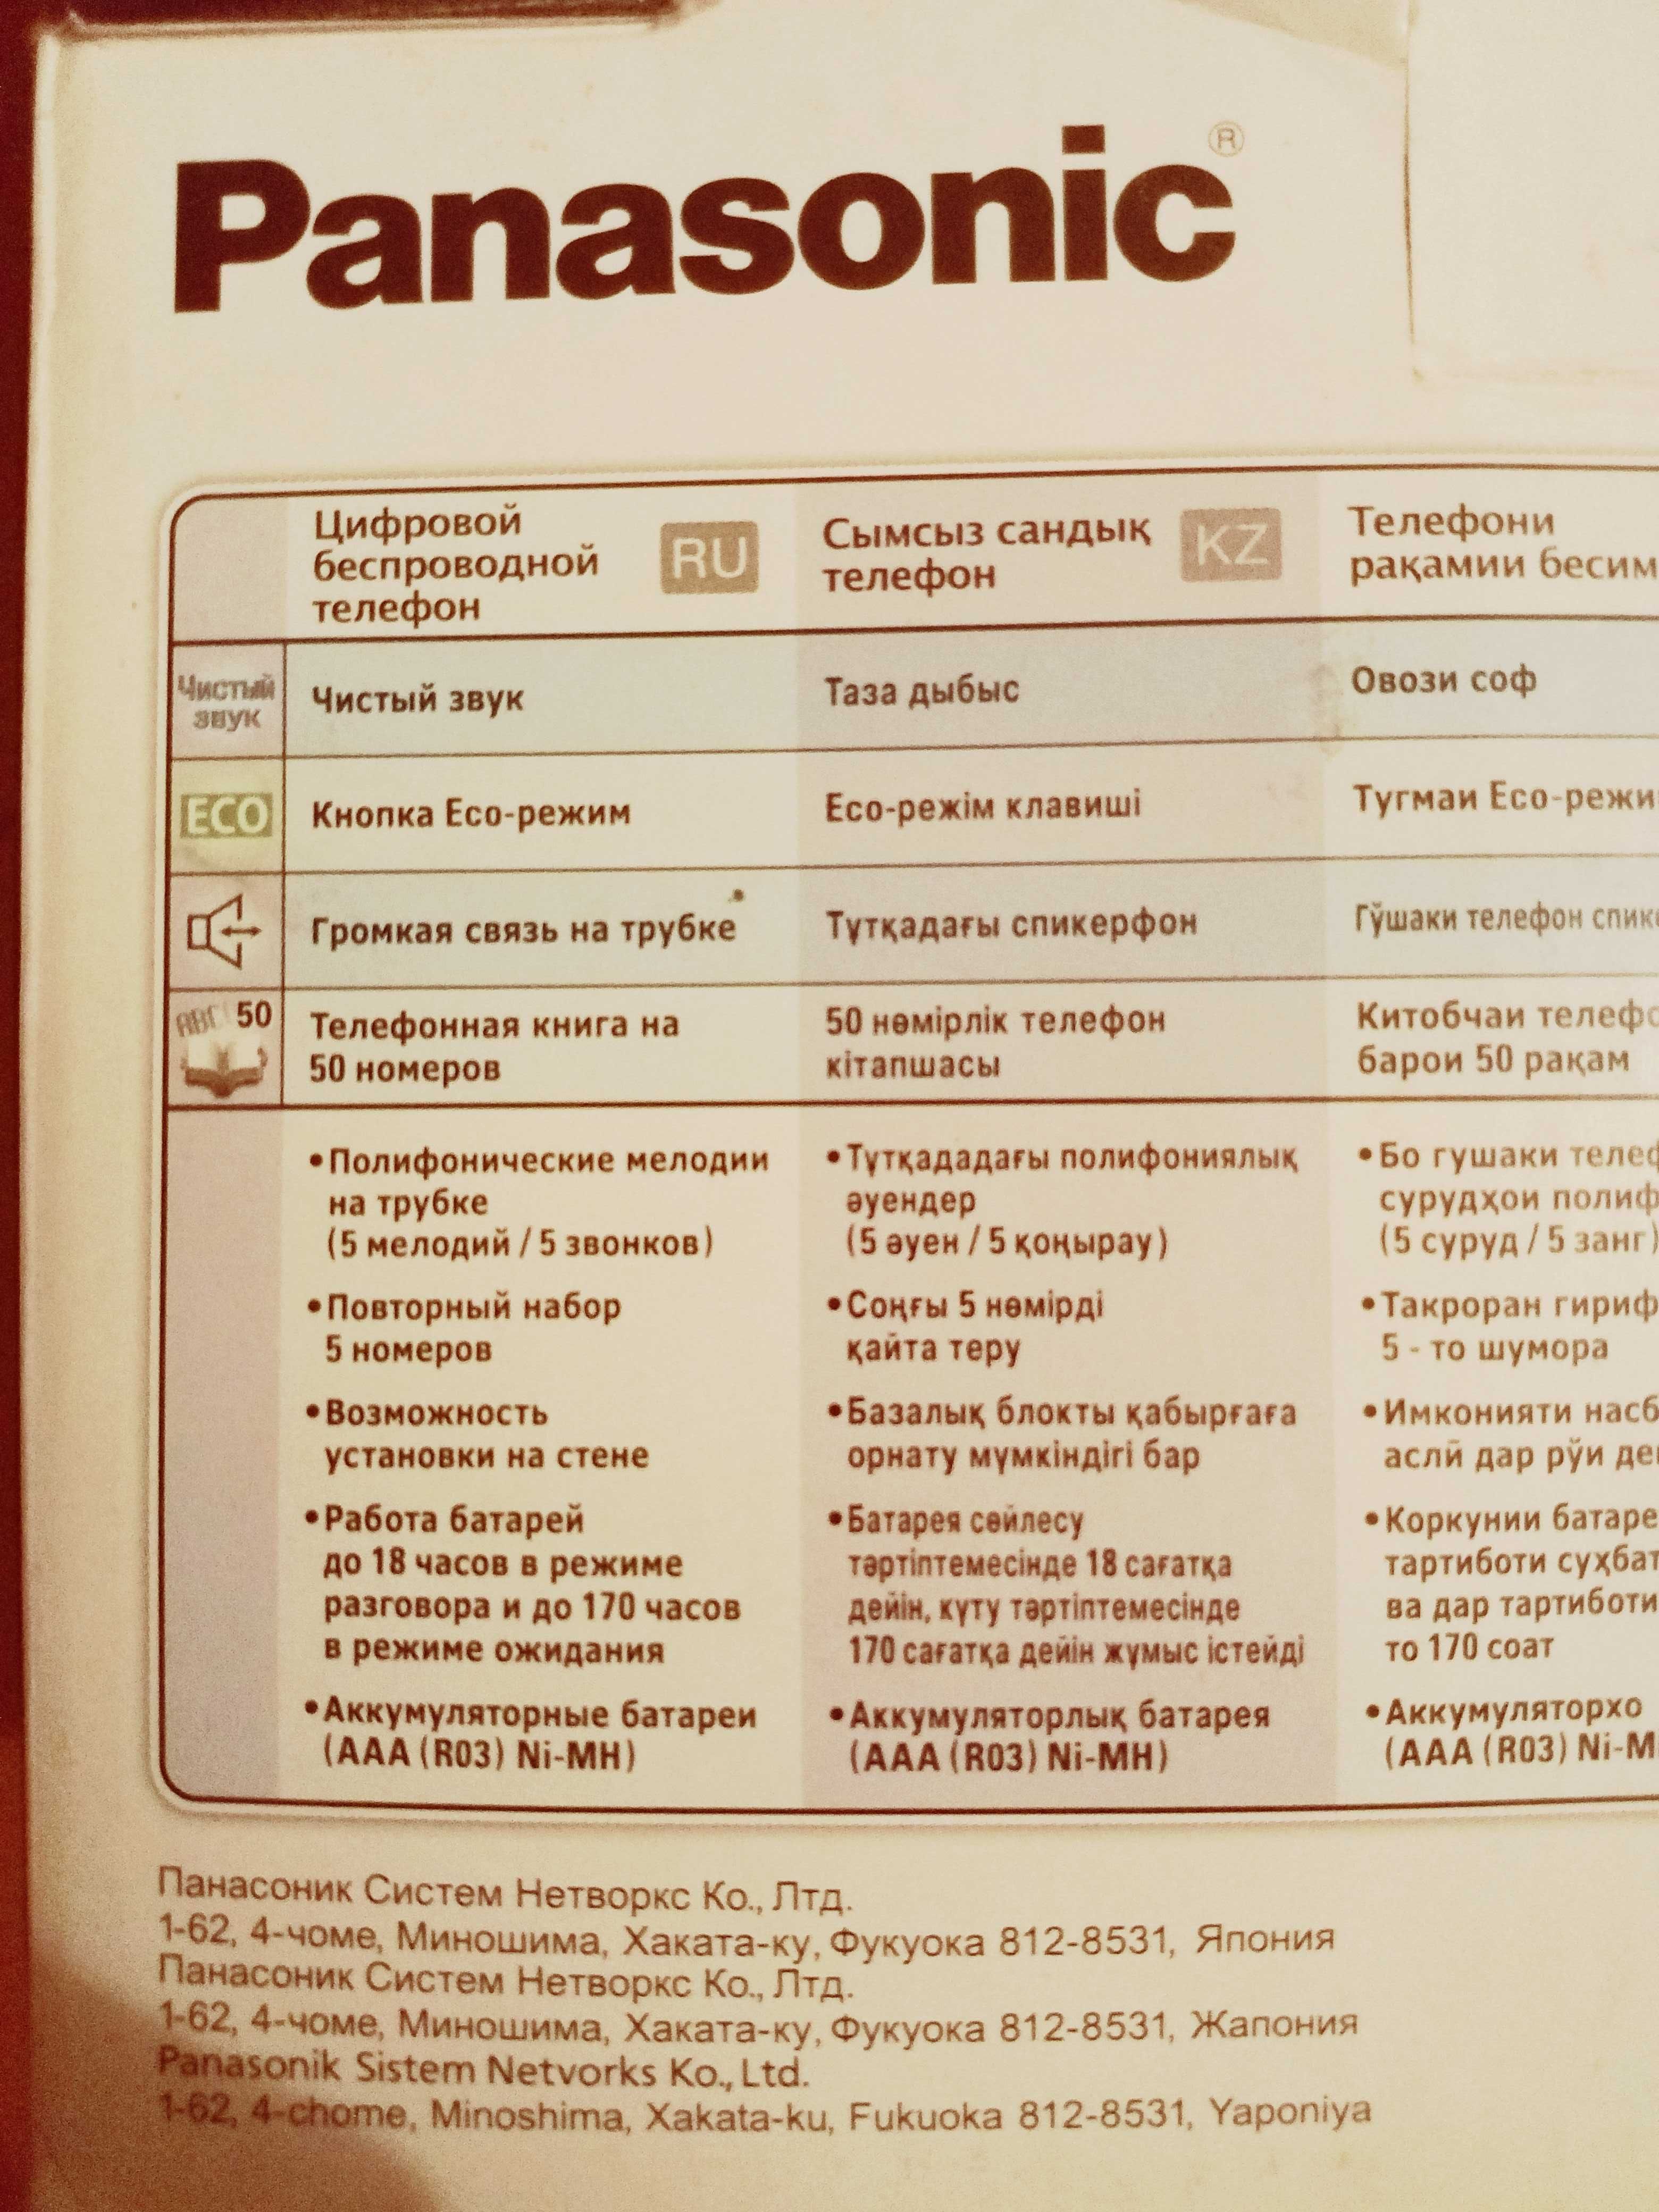 Panasonic®
Цифровой
беспроводной
телефон
RU
Сымсыз сандық
телефон
KZ
Телефони
рақамии бесим
Чистый
звук
Чистый звук
Таза дыбыс
Овози соф
ECO
Кнопка Eco-режим
Eco-режім клавиші
Тугмаи Eco-режи
Громкая связь на трубке
Тұтқадағы спикерфон
Гӯшаки телефон спик
50
Телефонная книга на
50 номеров
50 нөмірлік телефон
кітапшасы
Китобчаи телеф
барои 50 рақам
•Полифонические мелодии
на трубке
(5 мелодий / 5 звонков)
•Повторный набор
5 номеров
•Возможность
установки на стене
•Работа батарей
до 18 часов в режиме
разговора и до 170 часов
в режиме ожидания
•Аккумуляторные батареи
(AAA (R03) Ni-MH)
•Тұтқададағы полифониялық
әуендер
(5 әуен / 5 қоңырау)
•Соңғы 5 нөмірді
қайта теру
•Базалық блокты қабырғаға
орнату мүмкіндігі бар
•Батарея сөйлесу
тәртіптемесінде 18 сағатқа
дейін, күту тәртіптемесінде
170 сағатқа дейін жұмыс істейді
•Аккумуляторлық батарея
(AAA (R03) Ni-MH)
•Бо гушаки теле
сурудҳои полиф
(5 суруд / 5 занг)
•Такроран гириф
5 - то шумора
•Имконияти насб
аслӣ дар рӯи де
•Коркунии батаре
тартиботи суҳбат
ва дар тартиботи
то 170 соат
•Аккумуляторхо
(AAA (R03) Ni-M
Панасоник Систем Нетворкс Ко., Лтд.
1-62, 4-чоме, Миношима, Хаката-ку, Фукуока 812-8531, Япония
Панасоник Систем Нетворкс Ко., Лтд.
1-62, 4-чоме, Миношима, Хаката-ку, Фукуока 812-8531, Жапония
Panasonik Sistem Netvorks Ko., Ltd.
1-62, 4-chome, Minoshima, Xakata-ku, Fukuoka 812-8531, Yaponiya